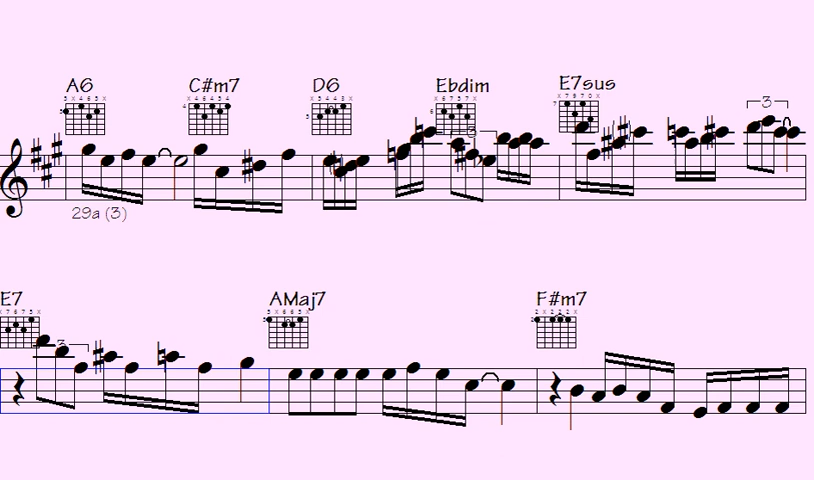 A6 C#m7 D6 Ebdim E7sus
3 3
29a (3)
E7 AMaj7 F#m7
3